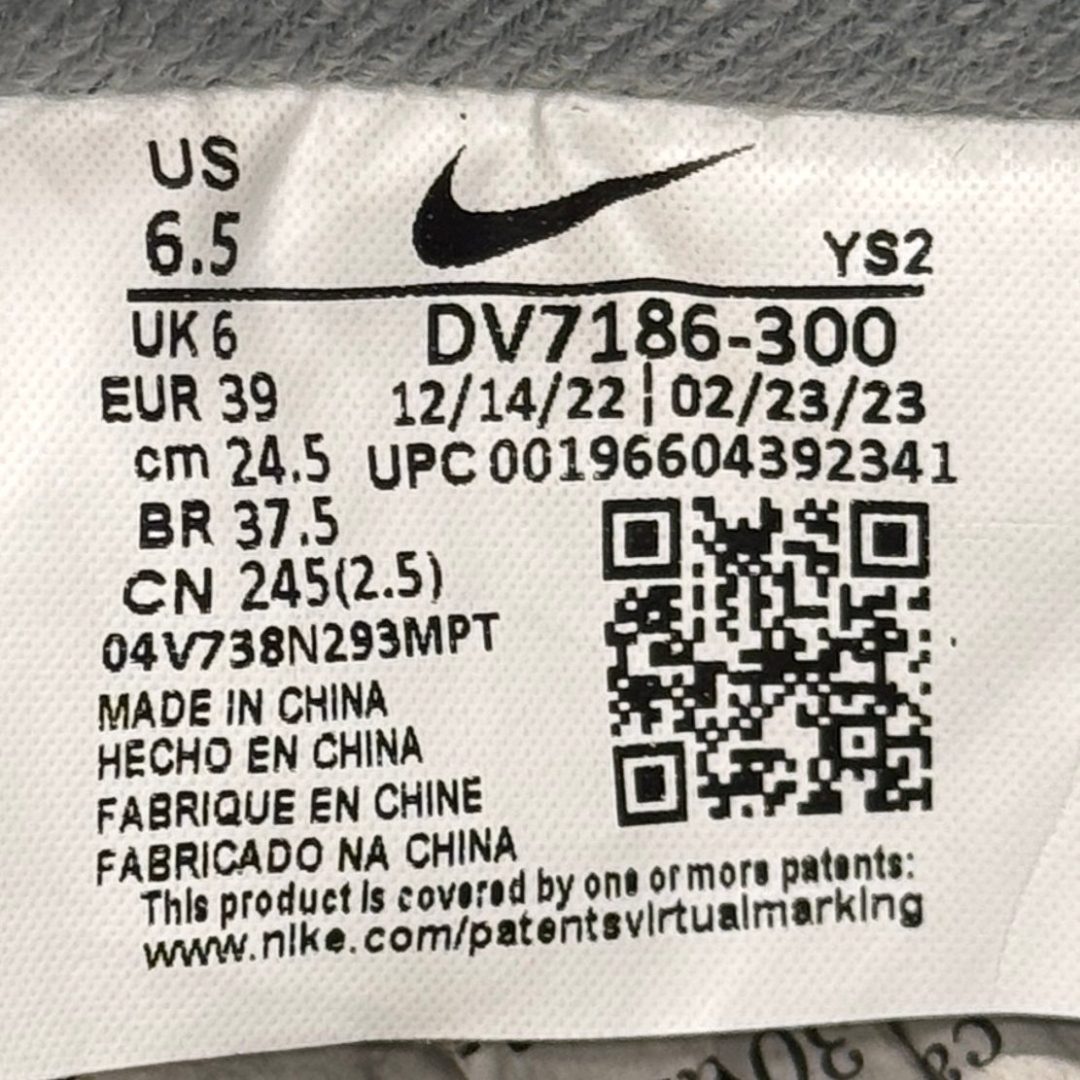 US
6.5
YS2
UK 6
DV7186-300
EUR 39
12/14/22 | 02/23/23
cm 24.5
UPC 00196604392341
BR 37.5
CN 245(2.5)
04V738N293MPT
MADE IN CHINA
HECHO EN CHINA
FABRIQUE EN CHINE
FABRICADO NA CHINA
This product is covered by one or more patents:
www.nike.com/patentsvirtualmarking